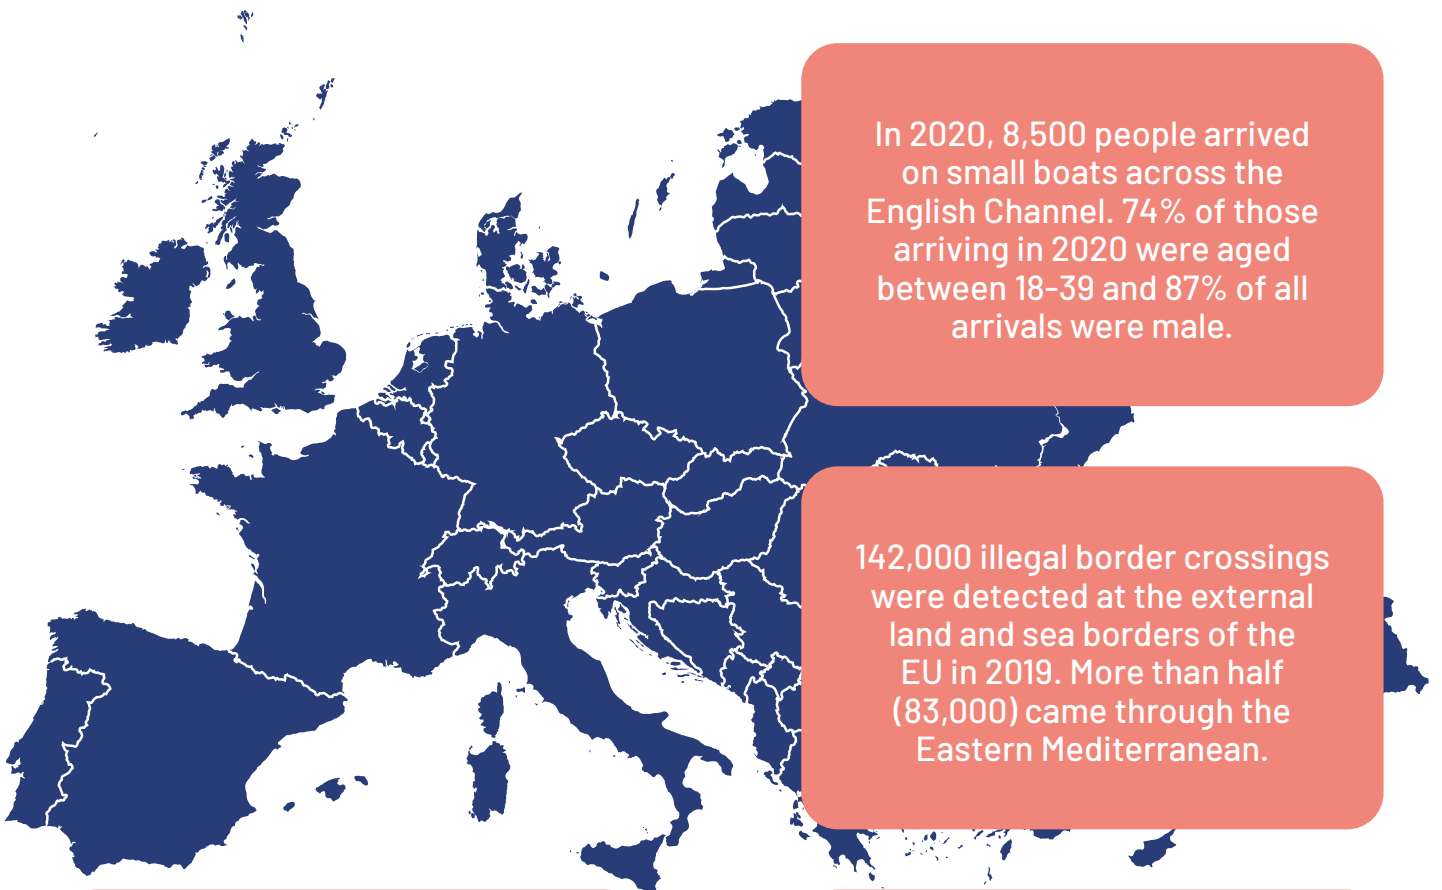 In 2020, 8,500 people arrived
on small boats across the
English Channel. 74% of those
arriving in 2020 were aged
between 18-39 and 87% of all
arrivals were male.
142,000 illegal border crossings
were detected at the external
land and sea borders of the
EU in 2019. More than half
(83,000) came through the
Eastern Mediterranean.